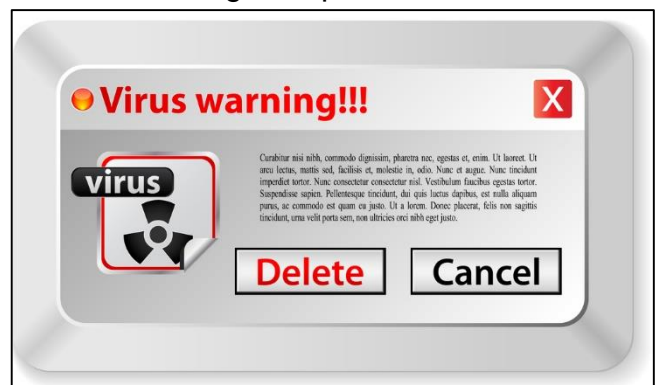 Virus warning!!!
X
virus
Curabitur nisi nibh, commodo dignissim, pharetra nec, egestas et, enim. Ut laoreet. Ut
arcu lectus, mattis sed, facilisis et, molestie in, odio. Nunc et augue. Nunc tincidunt
imperdiet tortor. Nunc consectetur consectetur nisl. Vestibulum faucibus egestas tortor.
Suspendisse sapien. Pellentesque tincidunt, dui quis luctus dapibus, est nulla aliquam
purus, ac commodo est quam eu justo. Ut a lorem. Donec placerat, felis non sagittis
tincidunt, urna velit porta sem, non ultricies orci nibh eget justo.
Delete
Cancel